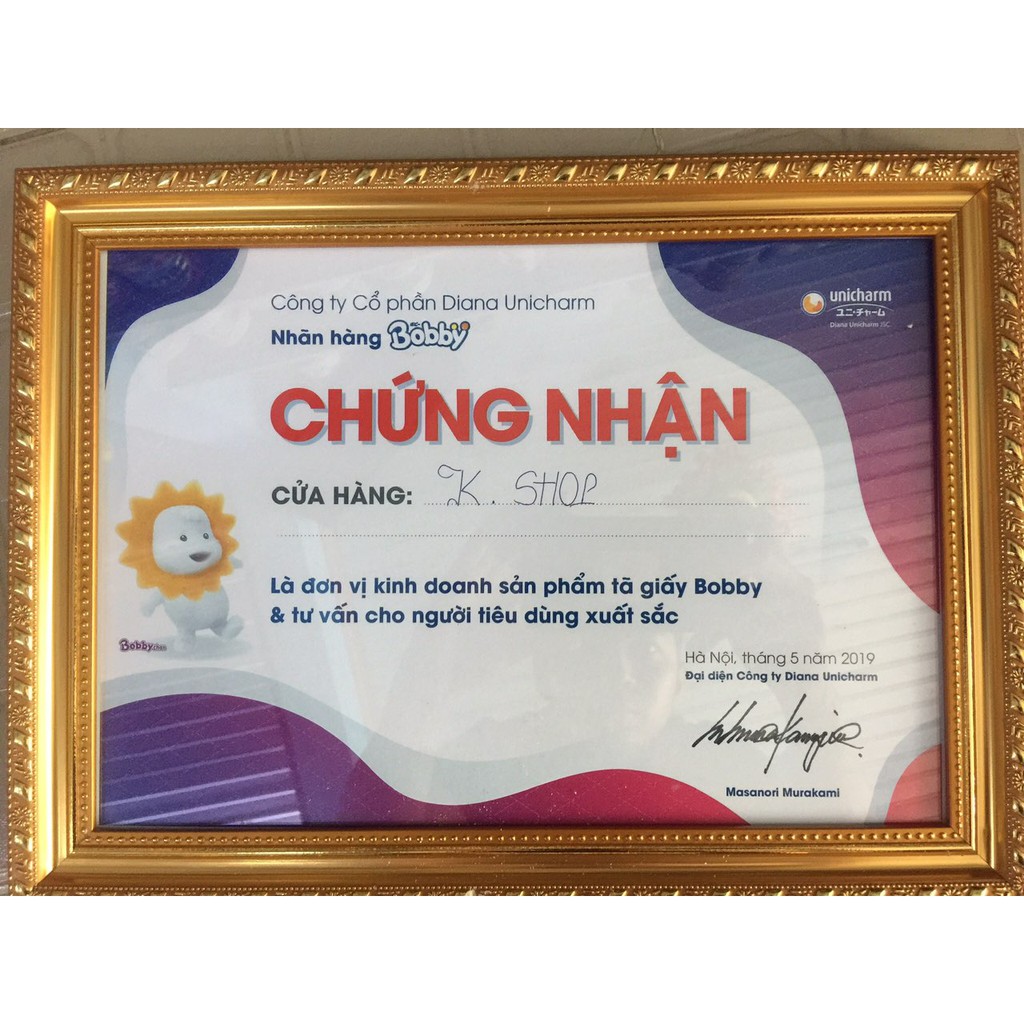 Công ty Cổ phần Diana Unicharm
Nhãn hàng Bobby
unicharm
ユニ・チャーム
Diana Unicharm JSC.
CHỨNG NHẬN
CỬA HÀNG: K. SHOP
Là đơn vị kinh doanh sản phẩm tã giấy Bobby
& tư vấn cho người tiêu dùng xuất sắc
Bobby
Hà Nội, tháng 5 năm 2019
Đại diện Công ty Diana Unicharm
Masanori Murakami